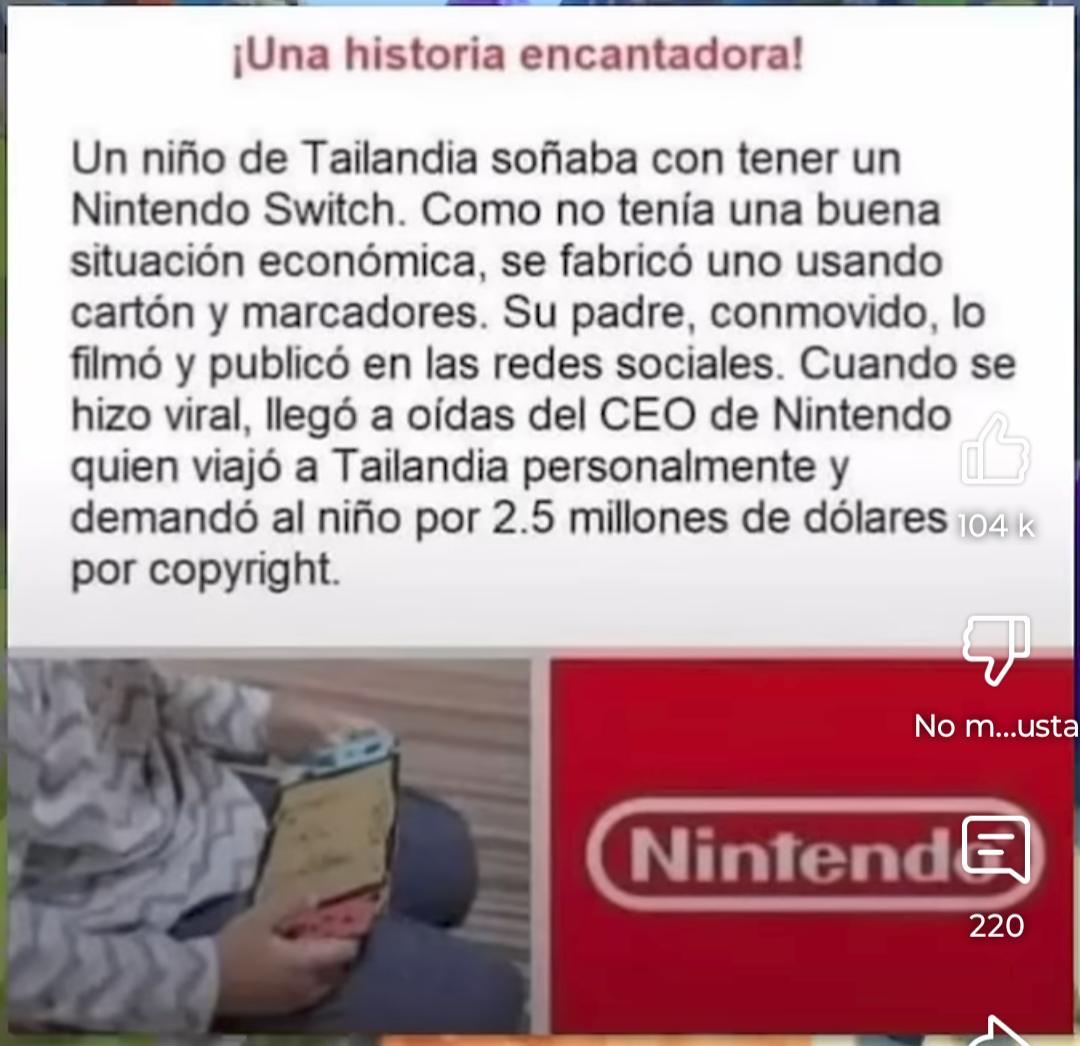 ¡Una historia encantadora!
Un niño de Tailandia soñaba con tener un
Nintendo Switch. Como no tenía una buena
situación económica, se fabricó uno usando
cartón y marcadores. Su padre, conmovido, lo
filmó y publicó en las redes sociales. Cuando se
hizo viral, llegó a oídas del CEO de Nintendo
quien viajó a Tailandia personalmente y
demandó al niño por 2.5 millones de dólares
por copyright.
104 k
No m...usta
Nintendo
220